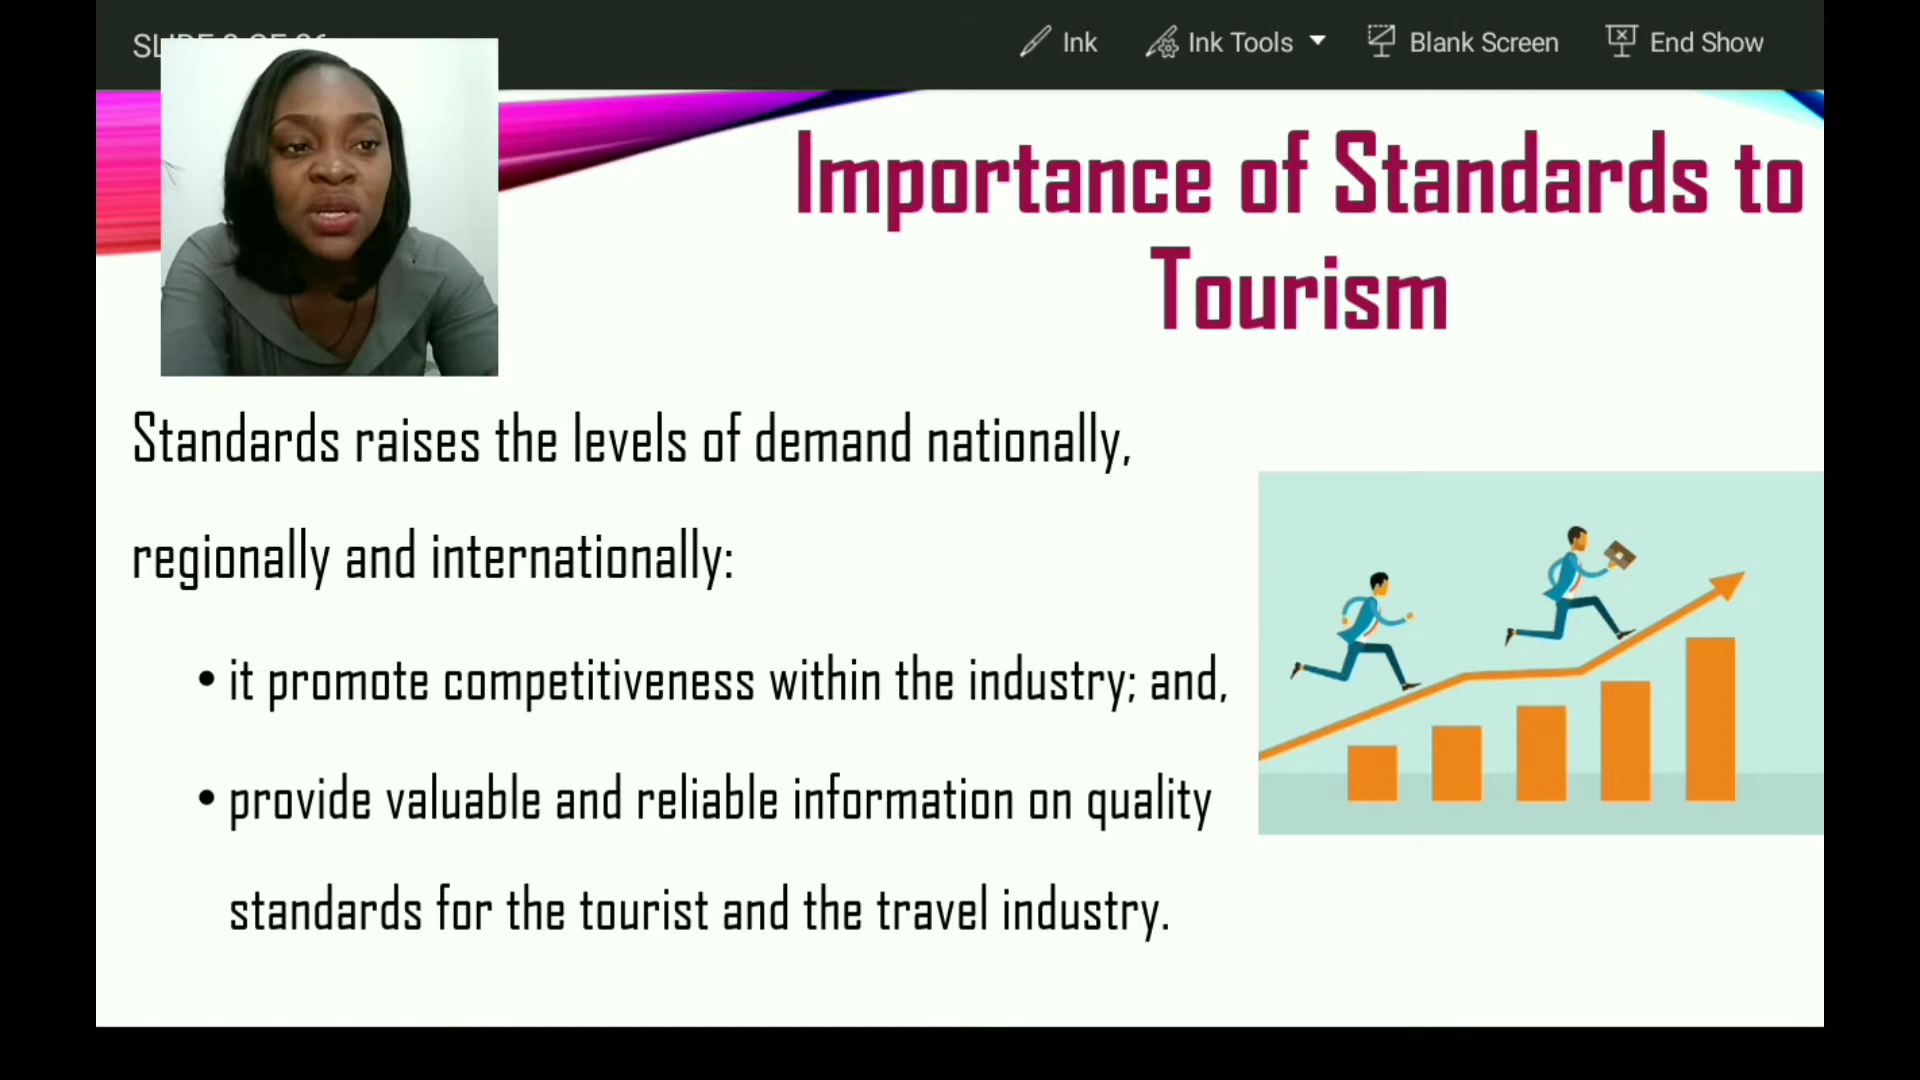 Ink Ink Tools Blank Screen End Show
Importance of Standards to
Tourism
Standards raises the levels of demand nationally,
regionally and internationally:
• it promote competitiveness within the industry; and,
• provide valuable and reliable information on quality
standards for the tourist and the travel industry.